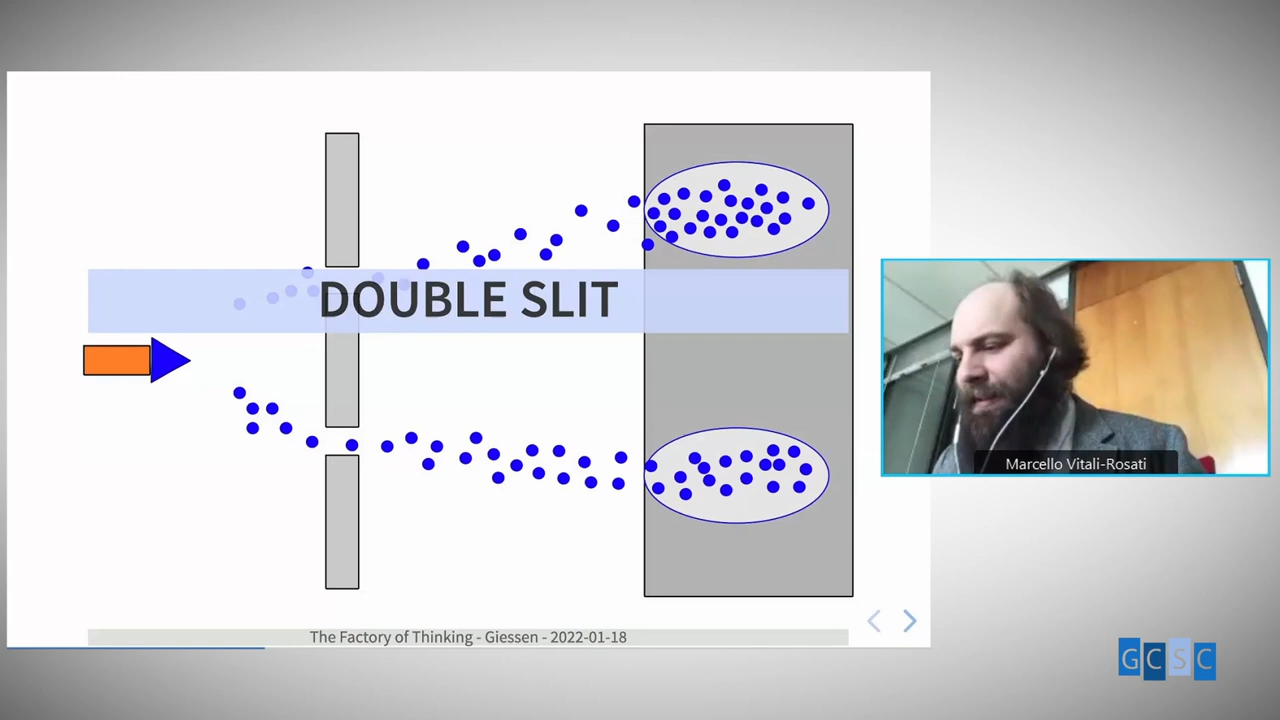 DOUBLE SLIT
Marcello Vitali-Rosati
The Factory of Thinking - Giessen - 2022-01-18
GCSC